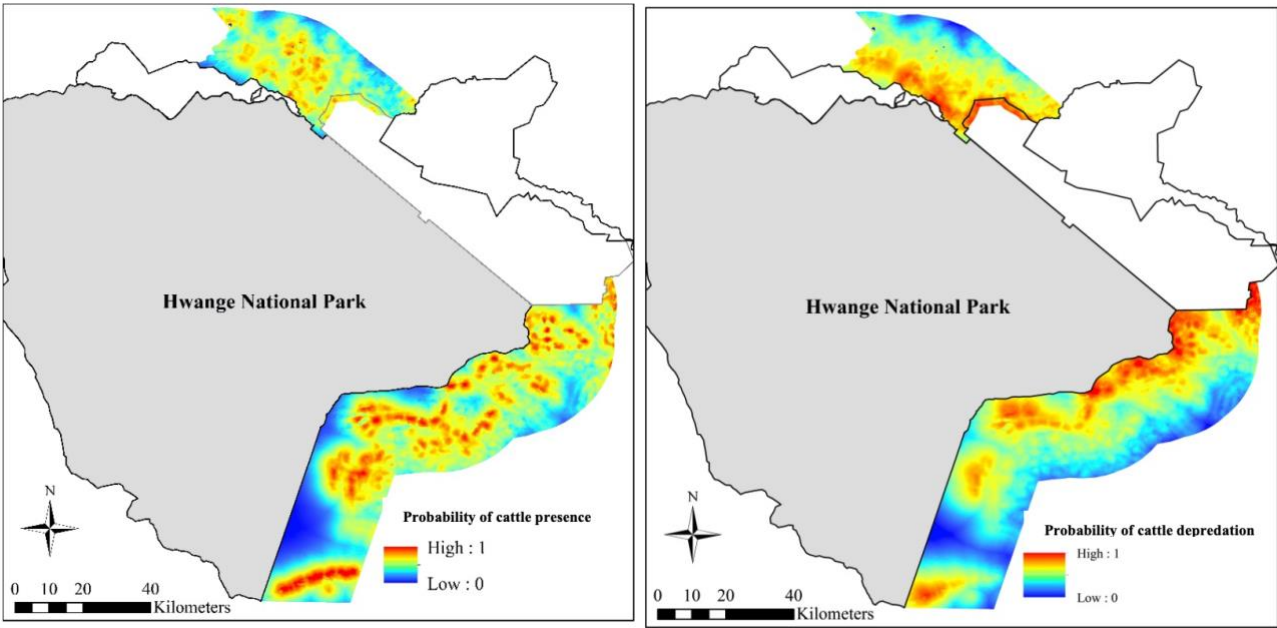 Hwange National Park
N
Probability of cattle presence
High : 1
Low : 0
0 10 20 40
Kilometers
Hwange National Park
N
Probability of cattle depredation
High : 1
Low : 0
0 10 20 40
Kilometers